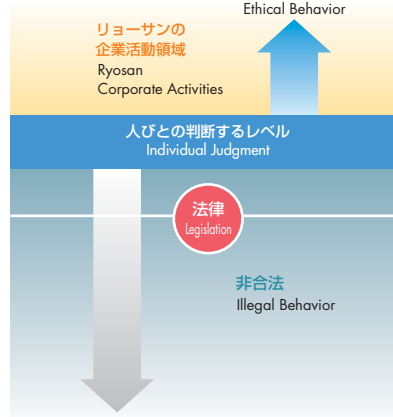 Ethical Behavior
リョーサンの
企業活動領域
Ryosan
Corporate Activities
人びとの判断するレベル
Individual Judgment
法律
Legislation
非合法
Illegal Behavior